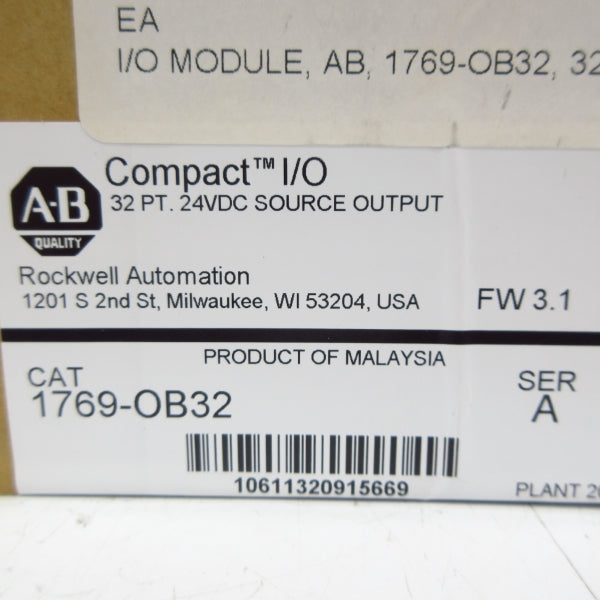 EA
I/O MODULE, AB, 1769-OB32, 32
Compact™ I/O
A-B
QUALITY
32 PT. 24VDC SOURCE OUTPUT
Rockwell Automation
1201 S 2nd St, Milwaukee, WI 53204, USA
FW 3.1
PRODUCT OF MALAYSIA
CAT
1769-OB32
SER
A
10611320915669
PLANT 20